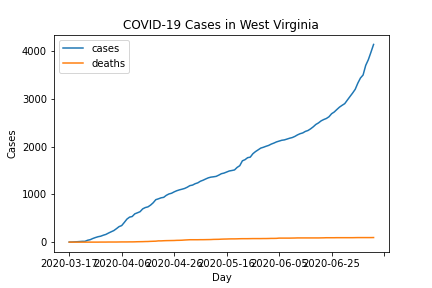 COVID-19 Cases in West Virginia
cases
deaths
4000
3000
2000
1000
0
Cases
2020-03-17 2020-04-06 2020-04-26 2020-05-16 2020-06-05 2020-06-25
Day